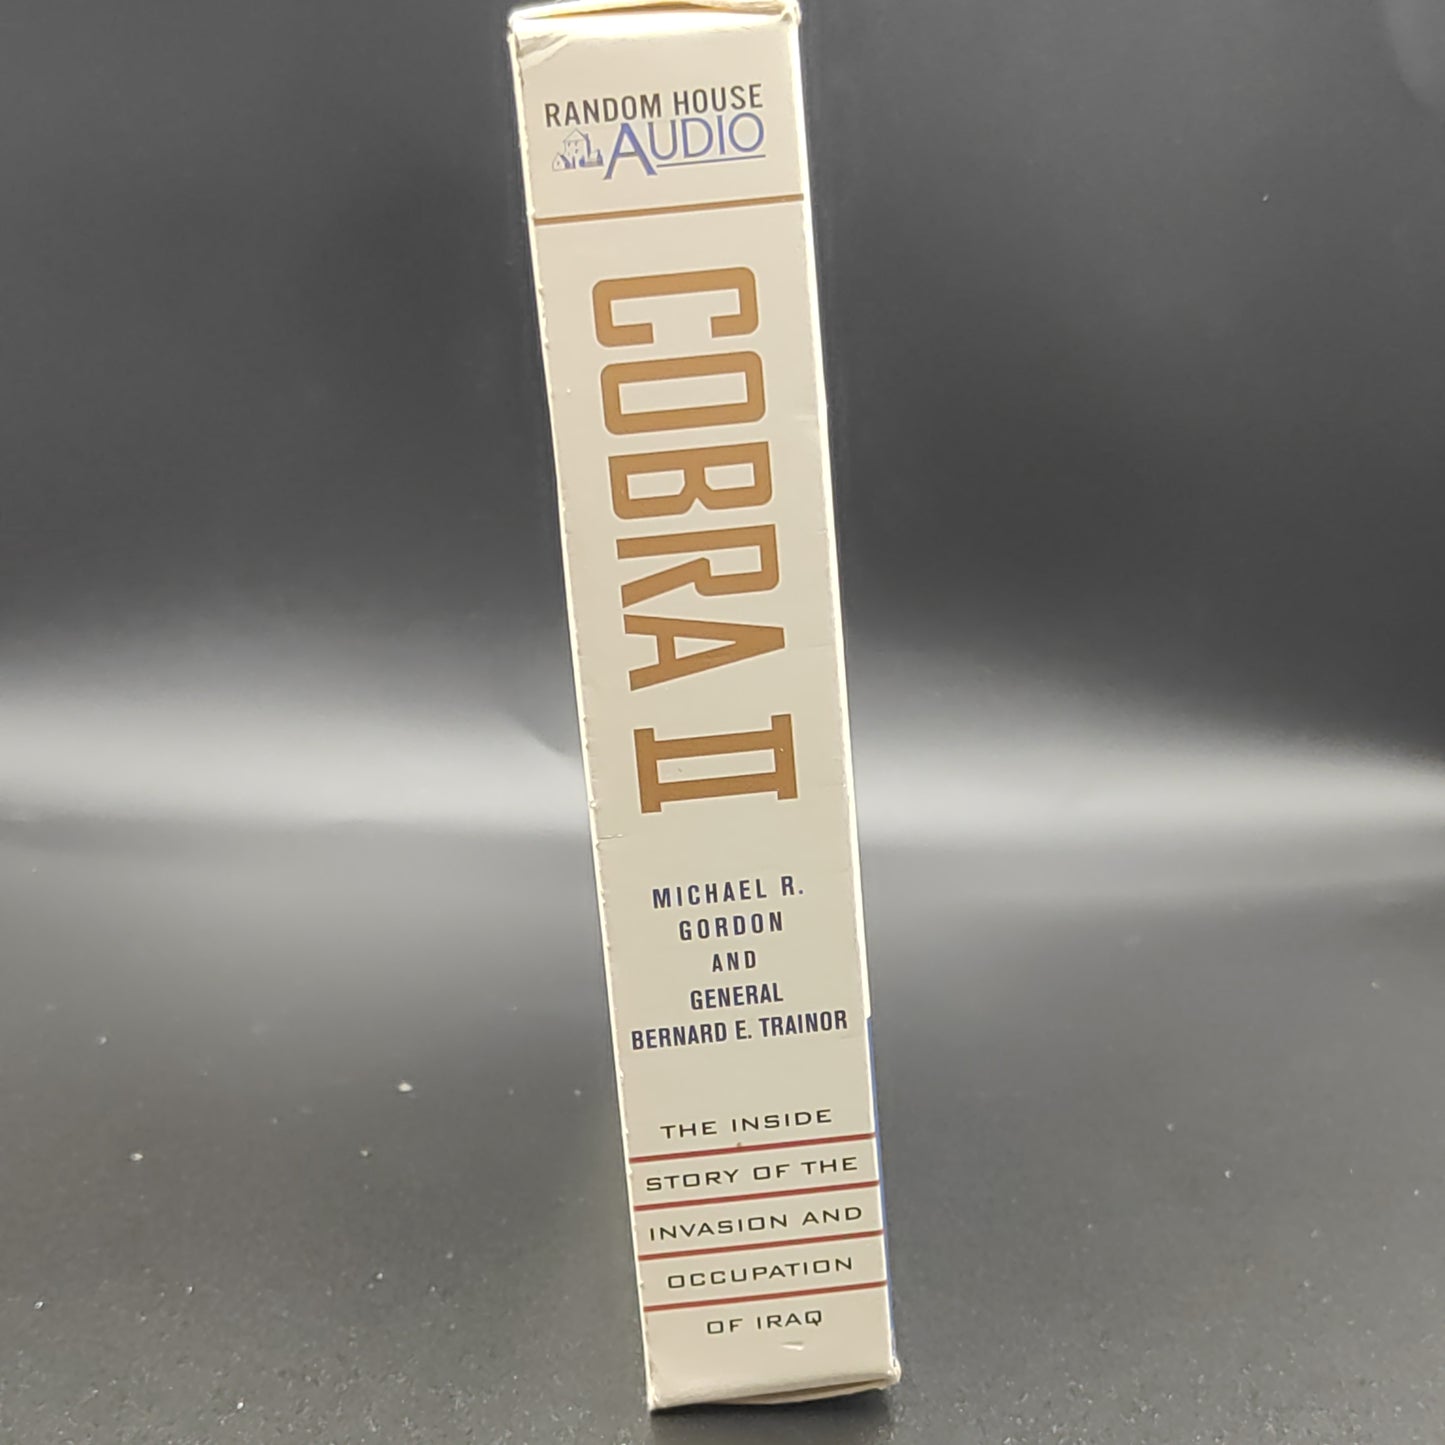 RANDOM HOUSE
AUDIO
COBRA II
MICHAEL R.
GORDON
AND
GENERAL
BERNARD E. TRAINOR
THE INSIDE
STORY OF THE
INVASION AND
OCCUPATION
OF IRAQ